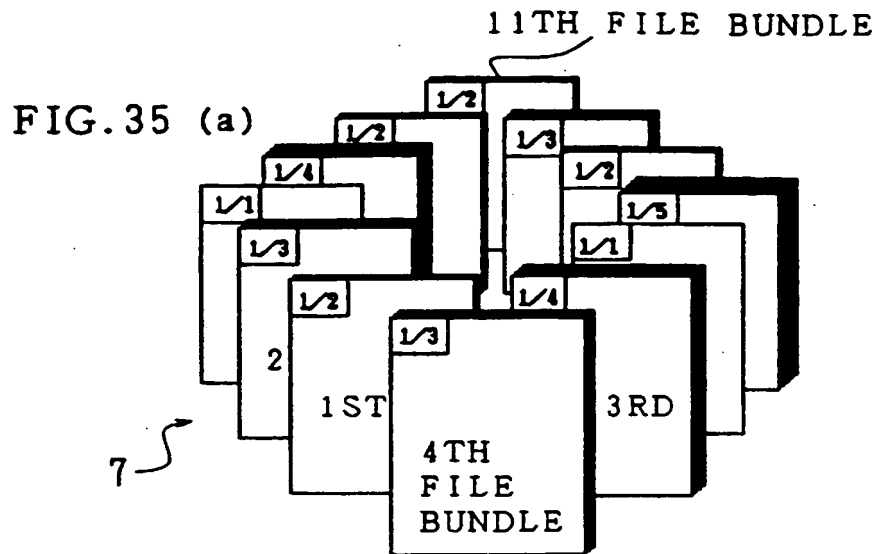 11TH FILE BUNDLE
FIG.35 (a)
1/2
1/2
1/3
1/4
1/2
1/1
1/5
1/3
1/1
1/2
1/4
1/3
2
1ST
3RD
4TH
FILE
BUNDLE
7